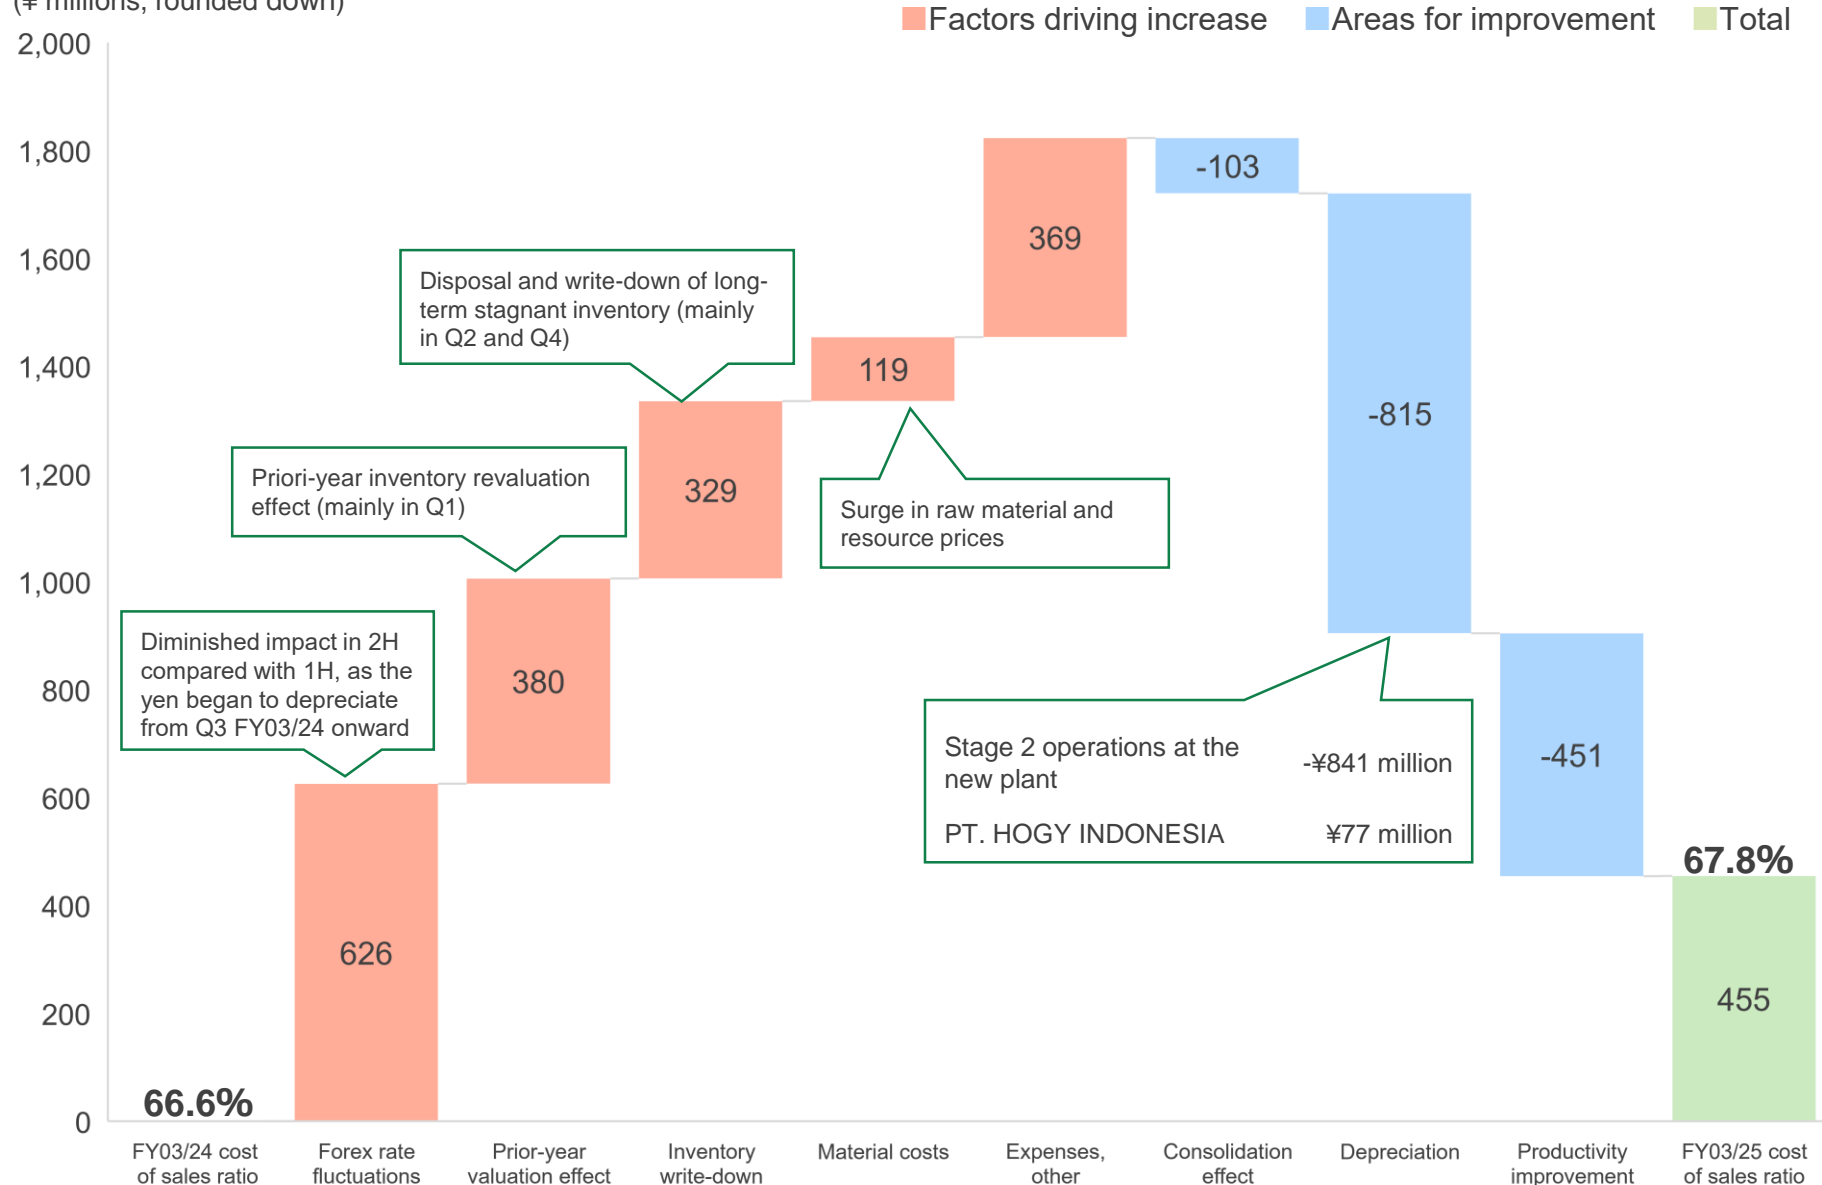 (¥ millions, rounded down)
Factors driving increase
Areas for improvement
Total
2,000
1,800
1,600
1,400
1,200
1,000
800
600
400
200
0
Disposal and write-down of long-
term stagnant inventory (mainly
in Q2 and Q4)
Priori-year inventory revaluation
effect (mainly in Q1)
Diminished impact in 2H
compared with 1H, as the
yen began to depreciate
from Q3 FY03/24 onward
Surge in raw material and
resource prices
Stage 2 operations at the
new plant
-¥841 million
PT. HOGY INDONESIA
¥77 million
66.6%
626
380
329
119
369
-103
-815
-451
67.8%
455
FY03/24 cost
of sales ratio
Forex rate
fluctuations
Prior-year
valuation effect
Inventory
write-down
Material costs
Expenses,
other
Consolidation
effect
Depreciation
Productivity
improvement
FY03/25 cost
of sales ratio